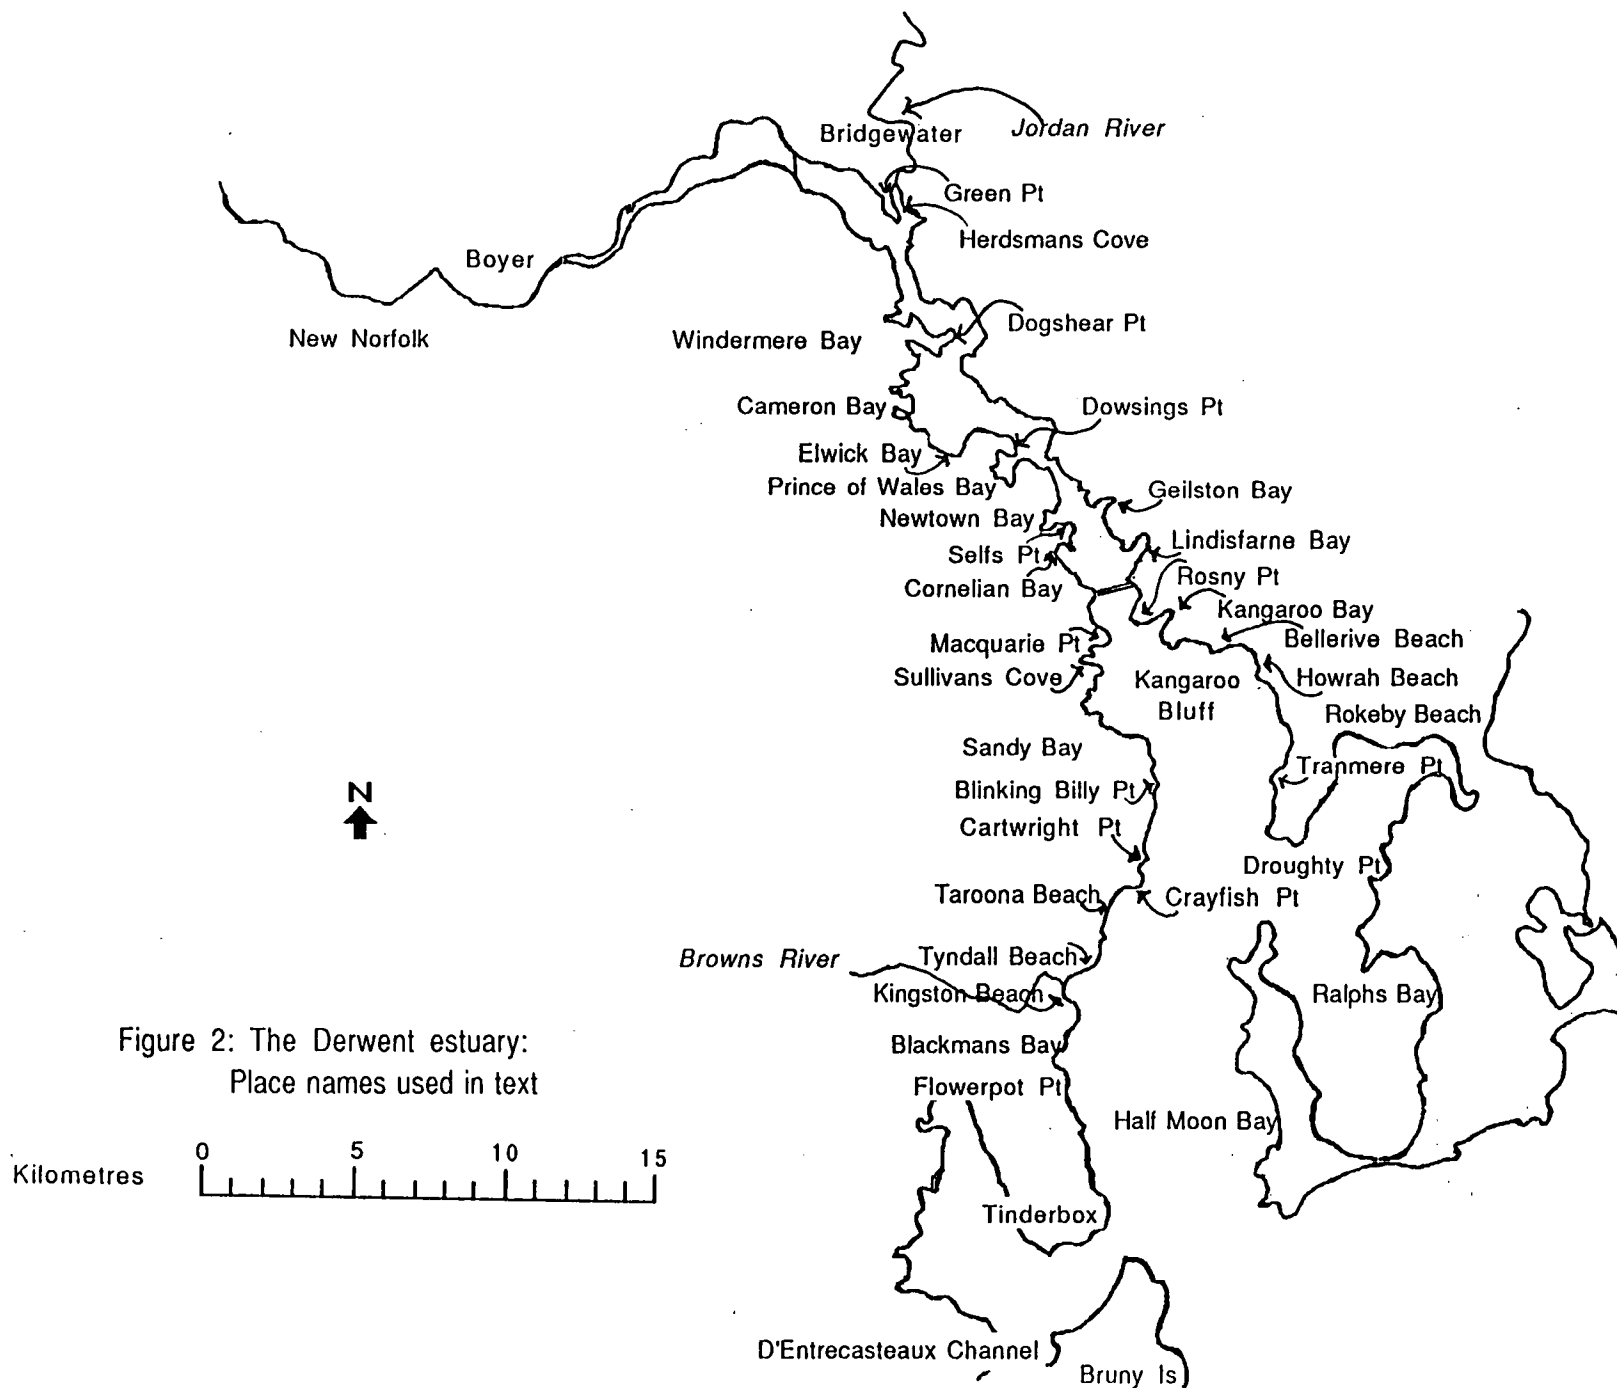 Bridgewater
Jordan River
Green Pt
Herdsmans Cove
Boyer
New Norfolk
Windermere Bay
Dogshear Pt
Cameron Bay
Dowsings Pt
Elwick Bay
Prince of Wales Bay
Geilston Bay
Newtown Bay
Selfs Pt
Lindisfarne Bay
Cornelian Bay
Rosny Pt
Kangaroo Bay
Macquarie Pt
Bellerive Beach
Sullivans Cove
Kangaroo
Bluff
Howrah Beach
Rokeby Beach
Sandy Bay
Tranmere Pt
Blinking Billy Pt
N
Cartwright Pt
Droughty Pt
Taroona Beach
Crayfish Pt
Browns River
Tyndall Beach
Kingston Beach
Ralphs Bay
Blackmans Bay
Flowerpot Pt
Half Moon Bay
Tinderbox
D'Entrecasteaux Channel
Bruny Is
Figure 2: The Derwent estuary:
Place names used in text
0 5 10 15
Kilometres